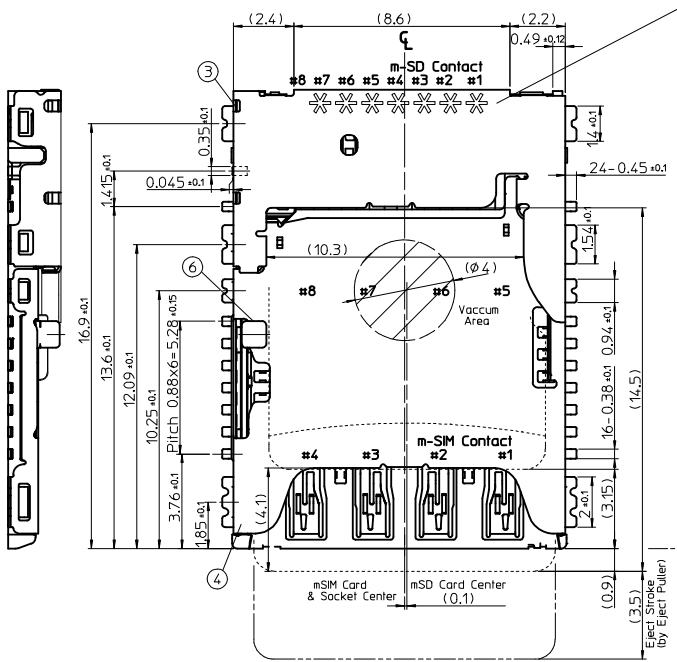 (2.4)
(8.6)
(2.2)
CL
0.49 ±0.12
m-SD Contact
#8 #7 #6 #5 #4 #3 #2 #1
3
0.35 ±0.1
1.4 ±0.1
0.045 ±0.1
24-0.45 ±0.1
1.415 ±0.1
1.54 ±0.1
(10.3)
(Ø4)
6
#8 #7 #6 #5
Vaccum
Area
16.9 ±0.1
13.6 ±0.1
12.09 ±0.1
10.25 ±0.1
Pitch 0.88x6=5.28 ±0.15
3.76 ±0.1
1.85 ±0.1
0.94 ±0.1
16-0.38 ±0.1
(14.5)
m-SIM Contact
#4 #3 #2 #1
(4.1)
2 ±0.1
(3.15)
4
mSIM Card
& Socket Center
mSD Card Center
(0.1)
(0.9)
(3.5)
Eject Stroke
(by Eject Puller)